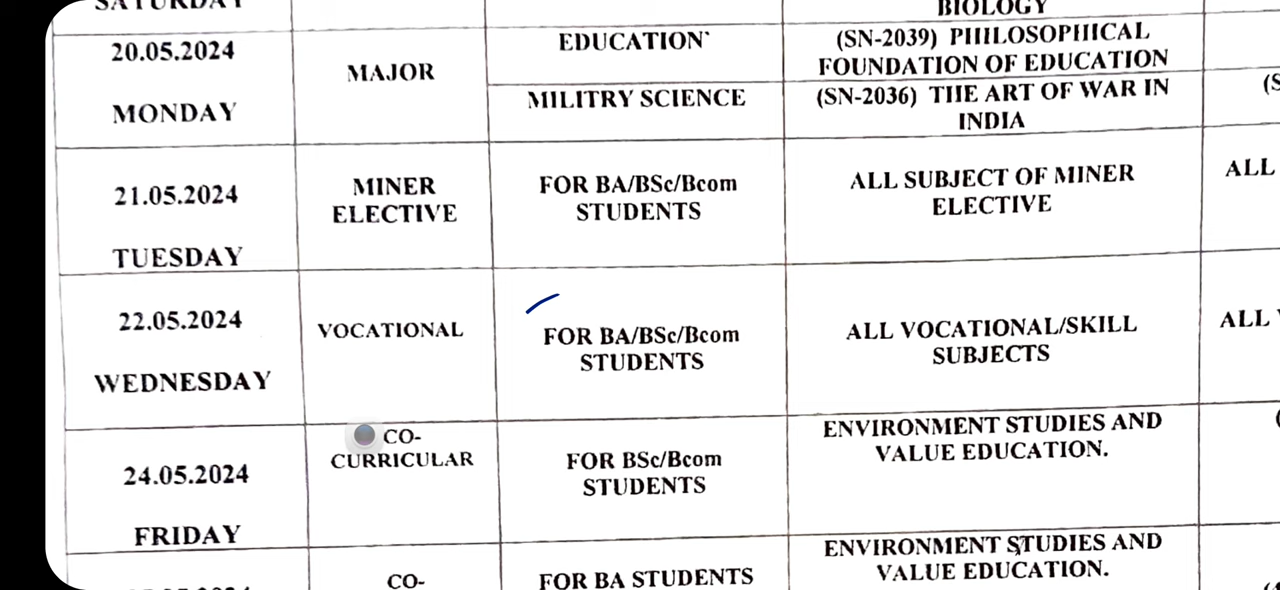 SATURDAY
BIOLOGY
20.05.2024
MONDAY
MAJOR
EDUCATION`
(SN-2039) PHILOSOPHICAL
FOUNDATION OF EDUCATION
MILITRY SCIENCE
(SN-2036) THE ART OF WAR IN
INDIA
(S
21.05.2024
TUESDAY
MINER
ELECTIVE
FOR BA/BSc/Bcom
STUDENTS
ALL SUBJECT OF MINER
ELECTIVE
ALL
22.05.2024
WEDNESDAY
VOCATIONAL
FOR BA/BSc/Bcom
STUDENTS
ALL VOCATIONAL/SKILL
SUBJECTS
ALL
24.05.2024
FRIDAY
CO-
CURRICULAR
FOR BSc/Bcom
STUDENTS
ENVIRONMENT STUDIES AND
VALUE EDUCATION.
CO-
FOR BA STUDENTS
ENVIRONMENT STUDIES AND
VALUE EDUCATION.